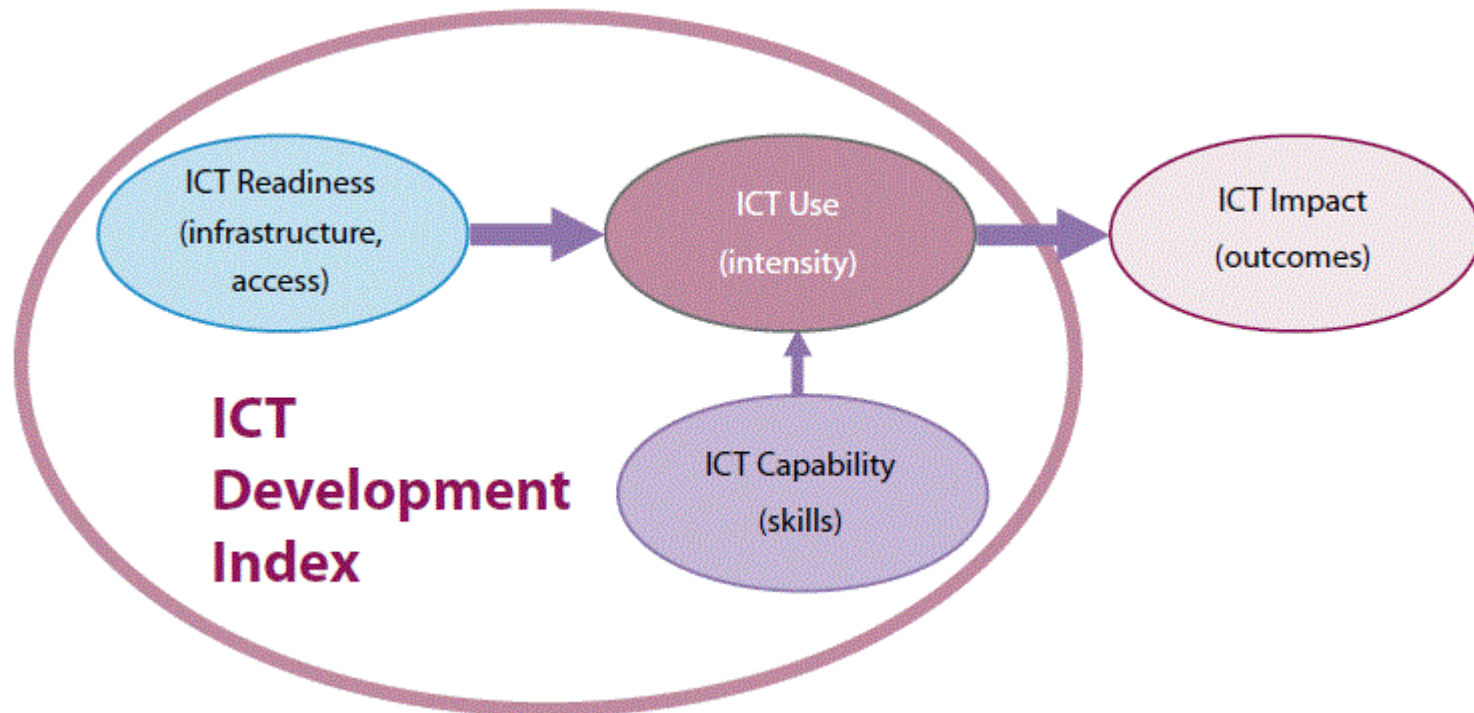 ICT Readiness
(infrastructure,
access)
ICT Use
(intensity)
ICT Impact
(outcomes)
ICT Capability
(skills)
ICT
Development
Index